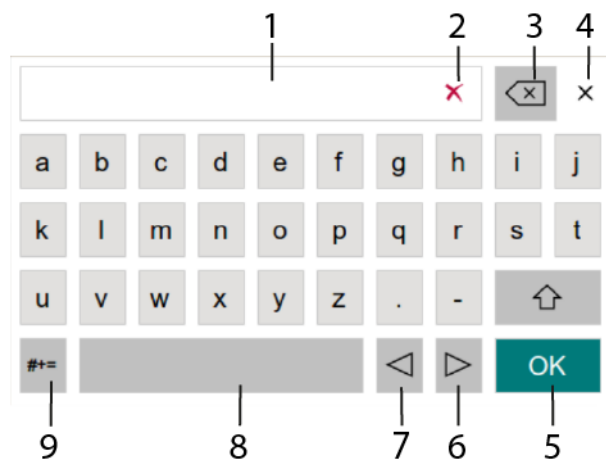 1 2 3 4
a b c d e f g h i j
k l m n o p q r s t
u v w x y z . -
#+= OK
9 8 7 6 5